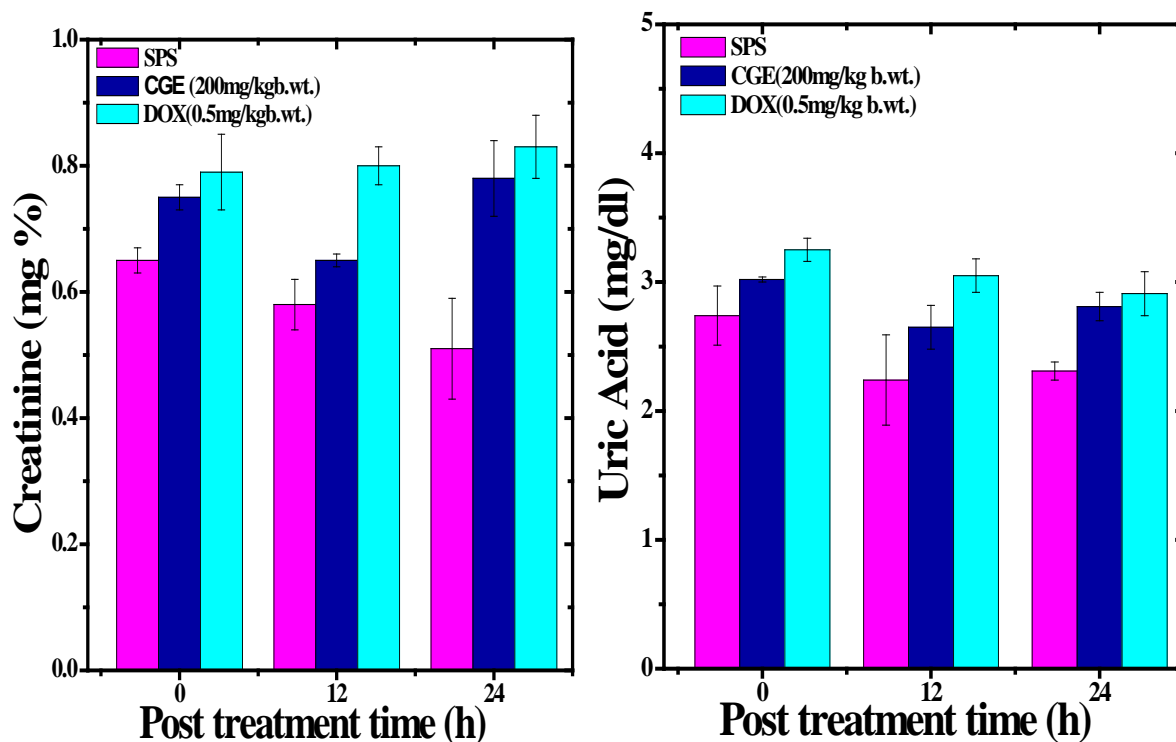 1.0
0.8
0.6
0.4
0.2
0.0
Creatinine (mg %)
SPS
CGE (200mg/kgb.wt.)
DOX(0.5mg/kgb.wt.)
0 12 24
Post treatment time (h)
5
4
3
2
1
0
Uric Acid (mg/dl)
SPS
CGE(200mg/kg b.wt.)
DOX(0.5mg/kg b.wt.)
0 12 24
Post treatment time (h)